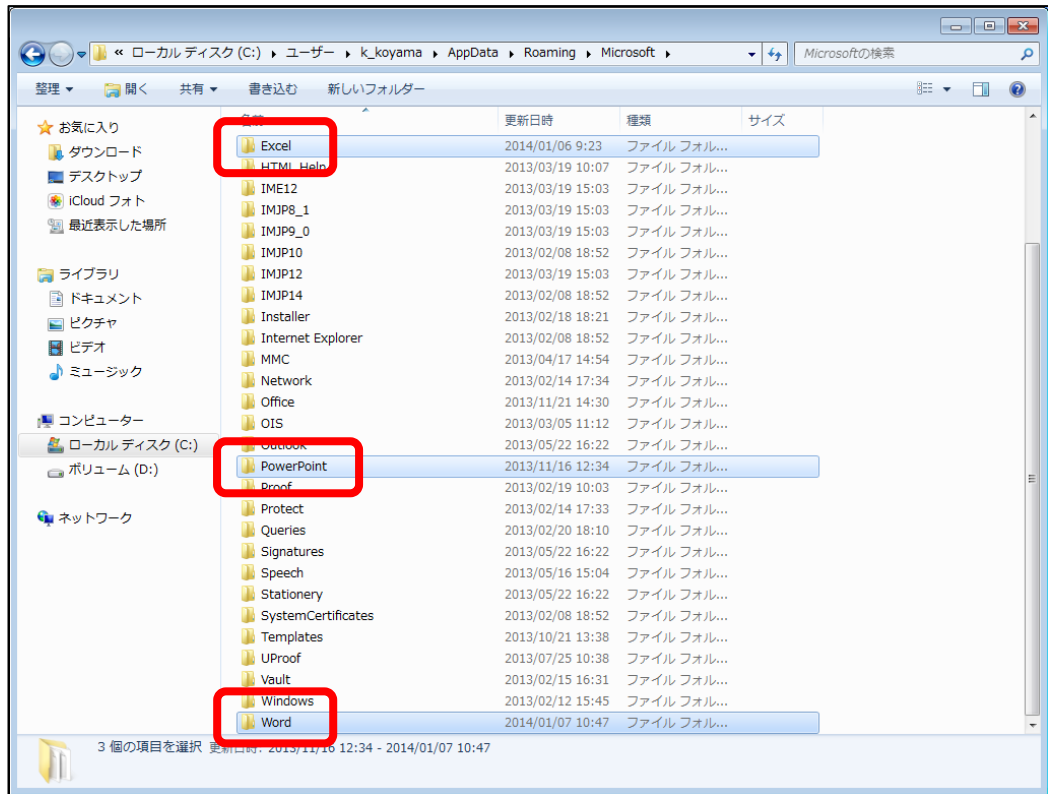 « ローカル ディスク (C:) ▸ ユーザー ▸ k_koyama ▸ AppData ▸ Roaming ▸ Microsoft ▸
Microsoftの検索
整理 ▼ 開く 共有 ▼ 書き込む 新しいフォルダー
お気に入り
ダウンロード
デスクトップ
iCloud フォト
最近表示した場所
ライブラリ
ドキュメント
ピクチャ
ビデオ
ミュージック
コンピューター
ローカル ディスク (C:)
ボリューム (D:)
ネットワーク
名前 更新日時 種類 サイズ
Excel 2014/01/06 9:23 ファイル フォル...
HTML Help 2013/03/19 10:07 ファイル フォル...
IME12 2013/03/19 15:03 ファイル フォル...
IMJP8_1 2013/03/19 15:03 ファイル フォル...
IMJP9_0 2013/03/19 15:03 ファイル フォル...
IMJP10 2013/02/08 18:52 ファイル フォル...
IMJP12 2013/03/19 15:03 ファイル フォル...
IMJP14 2013/02/08 18:52 ファイル フォル...
Installer 2013/02/18 18:21 ファイル フォル...
Internet Explorer 2013/02/08 18:52 ファイル フォル...
MMC 2013/04/17 14:54 ファイル フォル...
Network 2013/02/14 17:34 ファイル フォル...
Office 2013/11/21 14:30 ファイル フォル...
OIS 2013/03/05 11:12 ファイル フォル...
Outlook 2013/05/22 16:22 ファイル フォル...
PowerPoint 2013/11/16 12:34 ファイル フォル...
Proof 2013/02/19 10:03 ファイル フォル...
Protect 2013/02/14 17:33 ファイル フォル...
Queries 2013/02/20 18:10 ファイル フォル...
Signatures 2013/05/22 16:22 ファイル フォル...
Speech 2013/05/16 15:04 ファイル フォル...
Stationery 2013/05/22 16:22 ファイル フォル...
SystemCertificates 2013/02/08 18:52 ファイル フォル...
Templates 2013/10/21 13:38 ファイル フォル...
UProof 2013/07/25 10:38 ファイル フォル...
Vault 2013/02/15 16:31 ファイル フォル...
Windows 2013/02/12 15:45 ファイル フォル...
Word 2014/01/07 10:47 ファイル フォル...
3 個の項目を選択 更新日時: 2013/11/16 12:34 - 2014/01/07 10:47